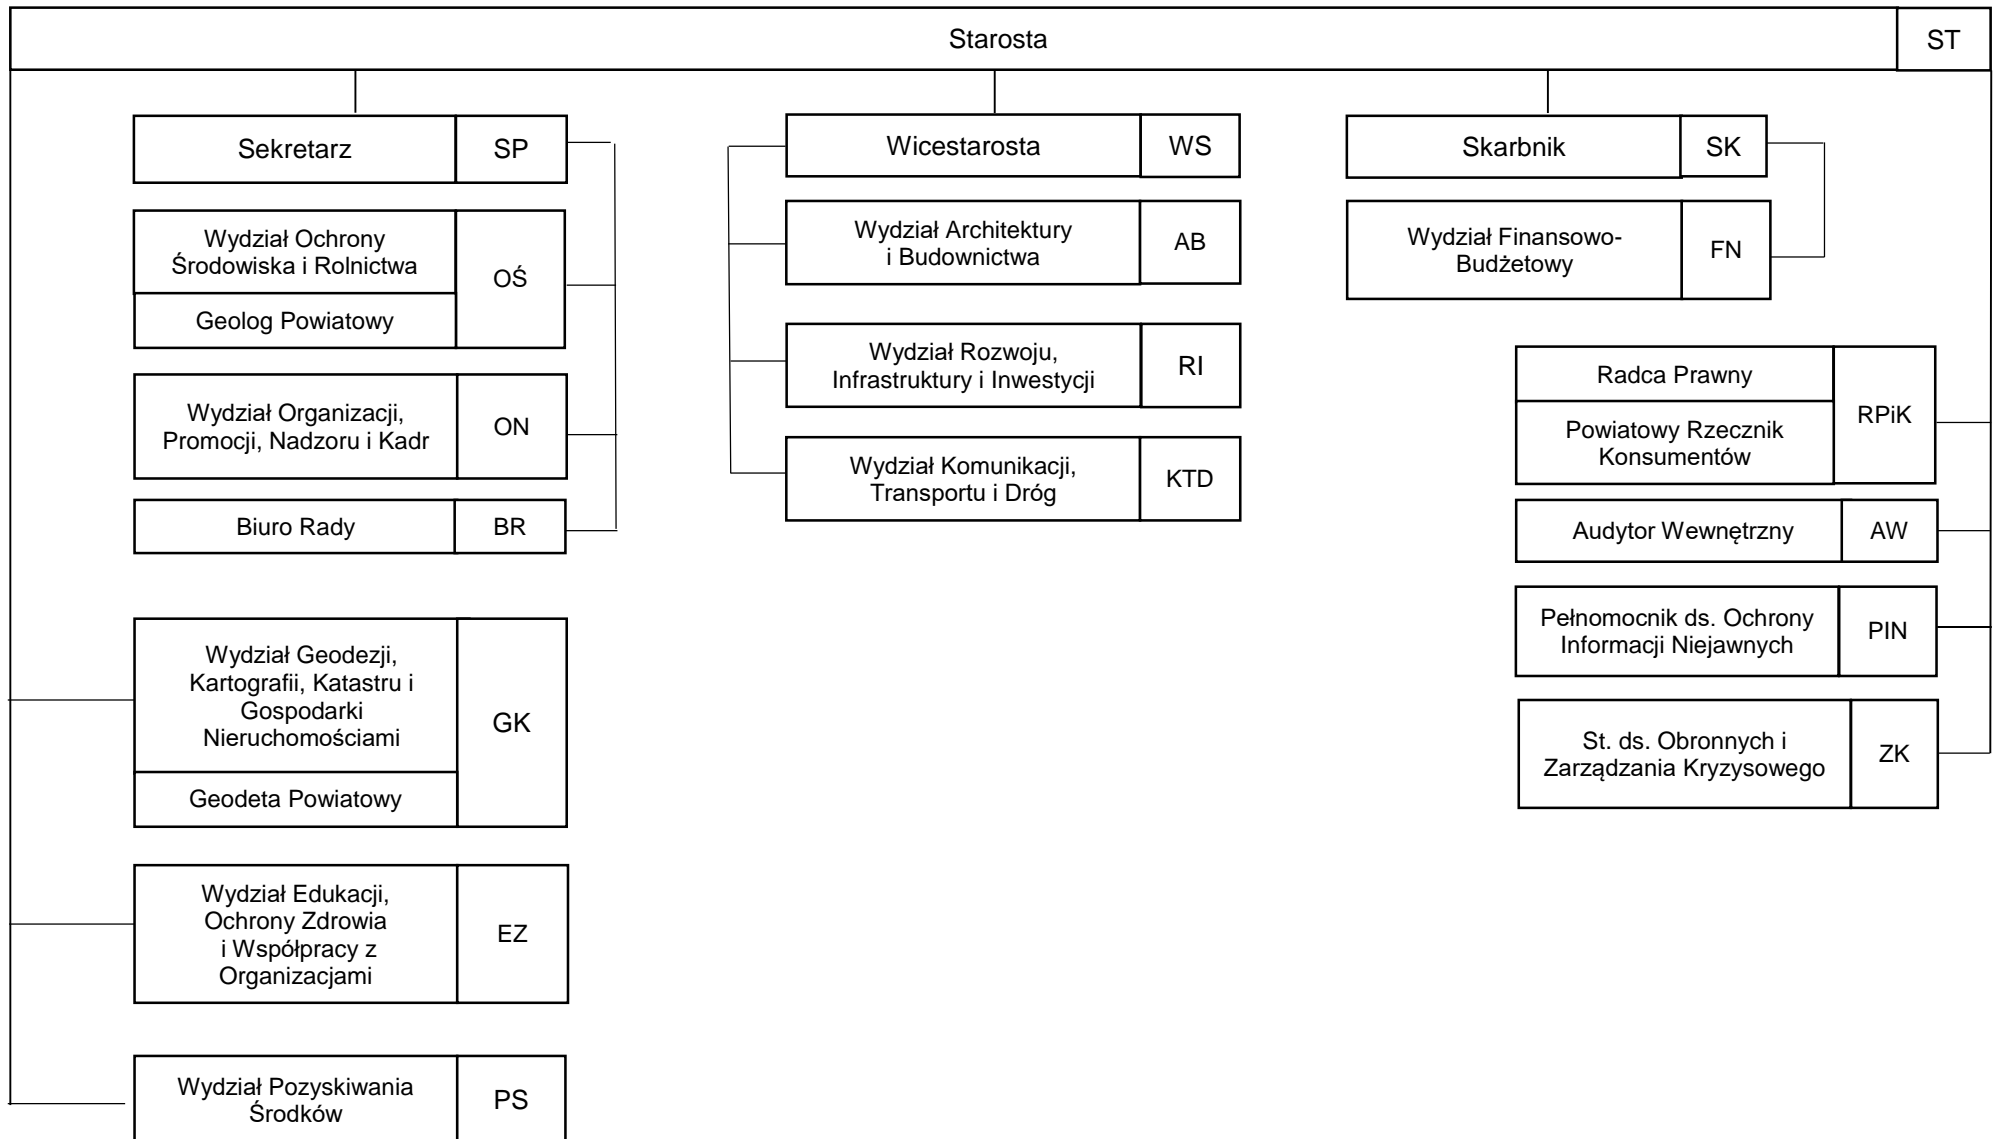 Starosta
ST
Sekretarz
SP
Wydział Ochrony
Środowiska i Rolnictwa
OŚ
Geolog Powiatowy
Wydział Organizacji,
Promocji, Nadzoru i Kadr
ON
Biuro Rady
BR
Wydział Geodezji,
Kartografii, Katastru i
Gospodarki
Nieruchomościami
GK
Geodeta Powiatowy
Wydział Edukacji,
Ochrony Zdrowia
i Współpracy z
Organizacjami
EZ
Wydział Pozyskiwania
Środków
PS
Wicestarosta
WS
Wydział Architektury
i Budownictwa
AB
Wydział Rozwoju,
Infrastruktury i Inwestycji
RI
Wydział Komunikacji,
Transportu i Dróg
KTD
Skarbnik
SK
Wydział Finansowo-
Budżetowy
FN
Radca Prawny
RPiK
Powiatowy Rzecznik
Konsumentów
Audytor Wewnętrzny
AW
Pełnomocnik ds. Ochrony
Informacji Niejawnych
PIN
St. ds. Obronnych i
Zarządzania Kryzysowego
ZK